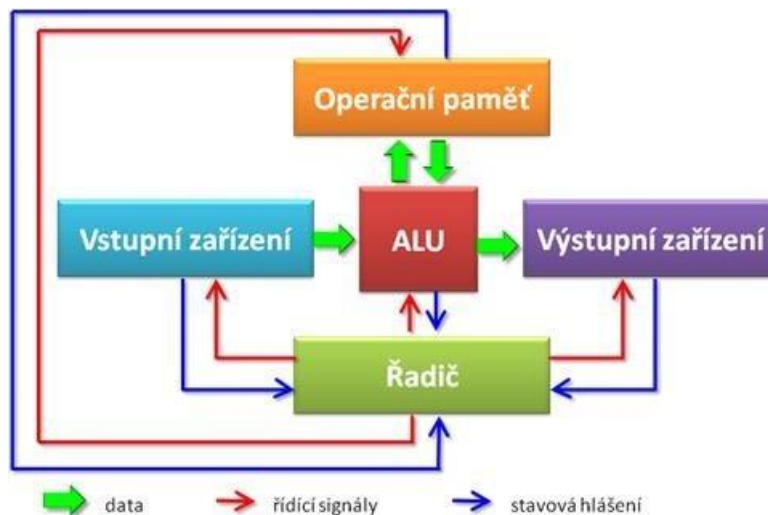 Operační paměť
Vstupní zařízení
ALU
Výstupní zařízení
Řadič
data
řídící signály
stavová hlášení